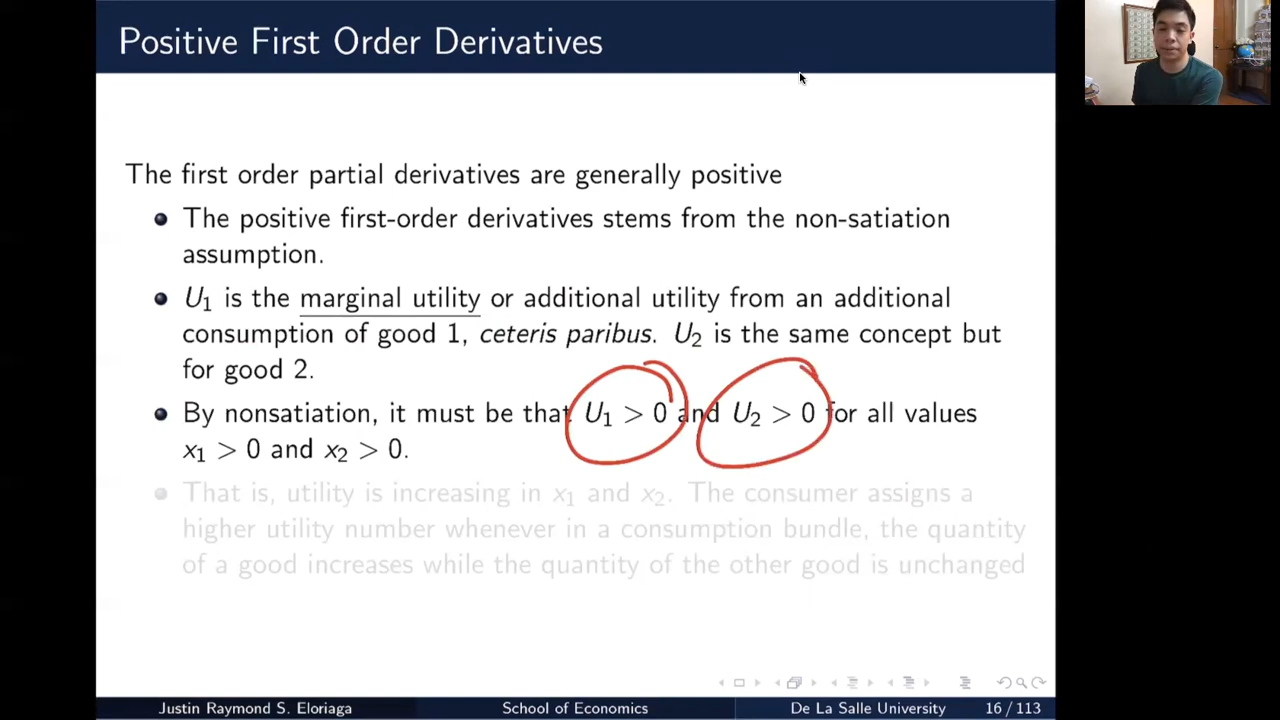 Positive First Order Derivatives
The first order partial derivatives are generally positive
The positive first-order derivatives stems from the non-satiation
assumption.
U₁ is the marginal utility or additional utility from an additional
consumption of good 1, ceteris paribus. U₂ is the same concept but
for good 2.
By nonsatiation, it must be that U₁ > 0 and U₂ > 0 for all values
x₁ > 0 and x₂ > 0.
That is, utility is increasing in x₁ and x₂. The consumer assigns a
higher utility number whenever in a consumption bundle, the quantity
of a good increases while the quantity of the other good is unchanged
Justin Raymond S. Eloriaga School of Economics De La Salle University 16 / 113